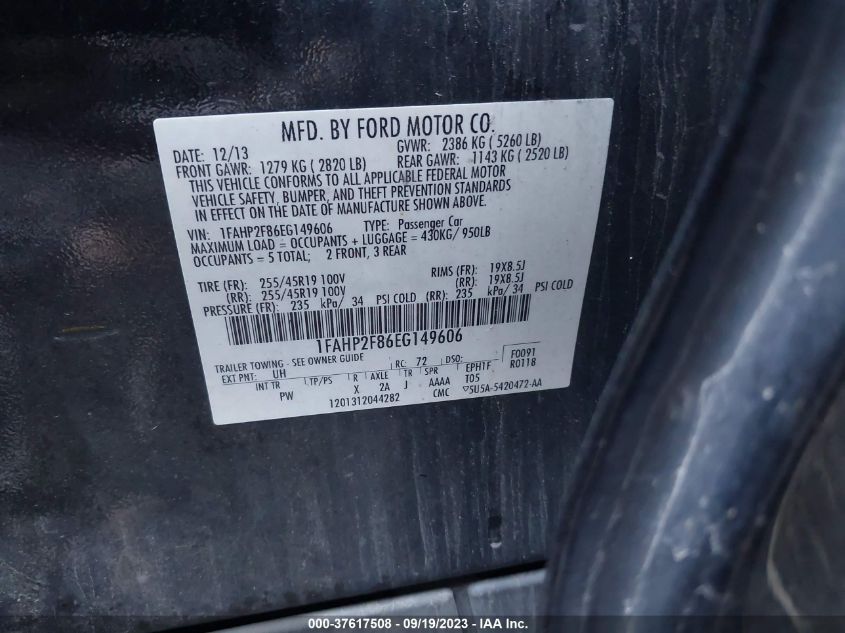 MFD. BY FORD MOTOR CO.
DATE: 12/13 GVWR: 2386 KG ( 5260 LB)
FRONT GAWR: 1279 KG ( 2820 LB) REAR GAWR: 1143 KG ( 2520 LB)
THIS VEHICLE CONFORMS TO ALL APPLICABLE FEDERAL MOTOR
VEHICLE SAFETY, BUMPER, AND THEFT PREVENTION STANDARDS
IN EFFECT ON THE DATE OF MANUFACTURE SHOWN ABOVE.
VIN: 1FAHP2F86EG149606 TYPE: Passenger Car
MAXIMUM LOAD = OCCUPANTS + LUGGAGE = 430KG/ 950LB
OCCUPANTS = 5 TOTAL; 2 FRONT, 3 REAR
TIRE (FR): 255/45R19 100V RIMS (FR): 19X8.5J
(RR): 255/45R19 100V (RR): 19X8.5J
PRESSURE (FR): 235 kPa/ 34 PSI COLD (RR): 235 kPa/ 34 PSI COLD
1FAHP2F86EG149606
TRAILER TOWING - SEE OWNER GUIDE
EXT PNT: UH RC: 72 DSO: F0091
INT TR TP/PS R AXLE TR SPR EPHTF R0118
PW X 2A J AAAA TOS
1201312044282 CMC ▽5U5A-5420472-AA
000-37617508 - 09/19/2023 - IAA Inc.